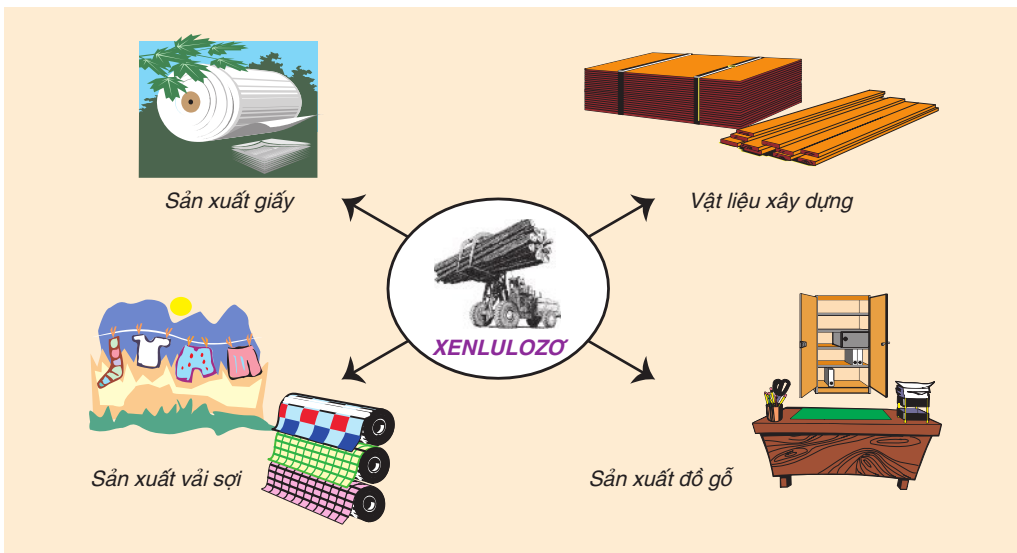 Sản xuất giấy
Vật liệu xây dựng
XENLULOZƠ
Sản xuất vải sợi
Sản xuất đồ gỗ